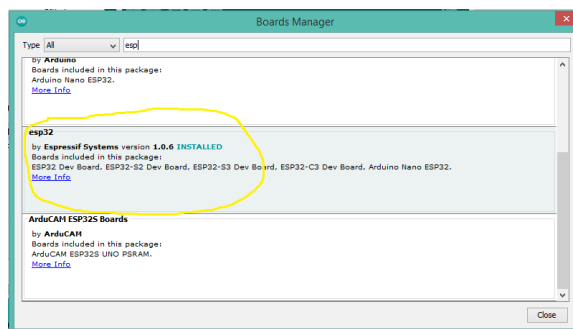 Boards Manager
Type All esp
by Arduino
Boards included in this package:
Arduino Nano ESP32.
More Info
esp32
by Espressif Systems version 1.0.6 INSTALLED
Boards included in this package:
ESP32 Dev Board, ESP32-S2 Dev Board, ESP32-S3 Dev Board, ESP32-C3 Dev Board, Arduino Nano ESP32.
More Info
ArduCAM ESP32S Boards
by ArduCAM
Boards included in this package:
ArduCAM ESP32S UNO PSRAM.
More Info
Close